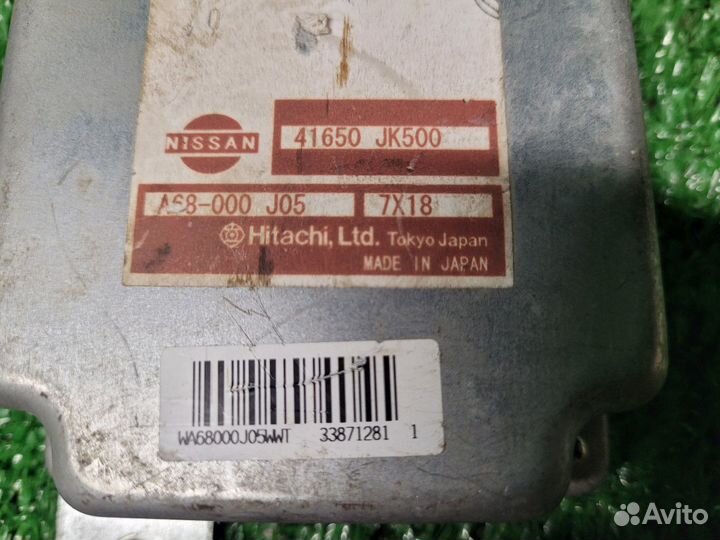 NISSAN
41650 JK500
A68-000 J05
7X18
Hitachi, Ltd. Tokyo Japan
MADE IN JAPAN
WA68000J05WWT 33871281 1
Avito